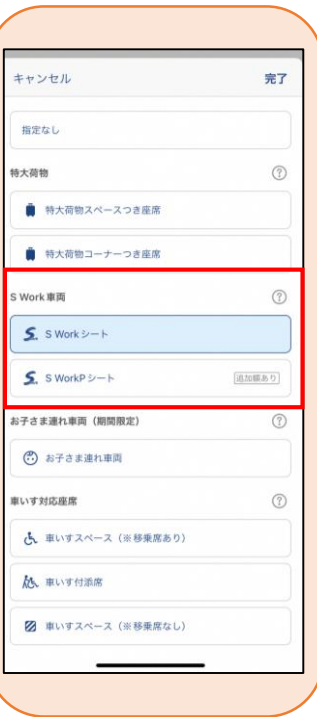 キャンセル 完了
指定なし
特大荷物 ?
特大荷物スペースつき座席
特大荷物コーナーつき座席
S Work車両 ?
S. S Workシート
S. S WorkPシート 追加額あり
お子さま連れ車両（期間限定） ?
お子さま連れ車両
車いす対応座席 ?
車いすスペース（※移乗席あり）
車いす付添席
車いすスペース（※移乗席なし）